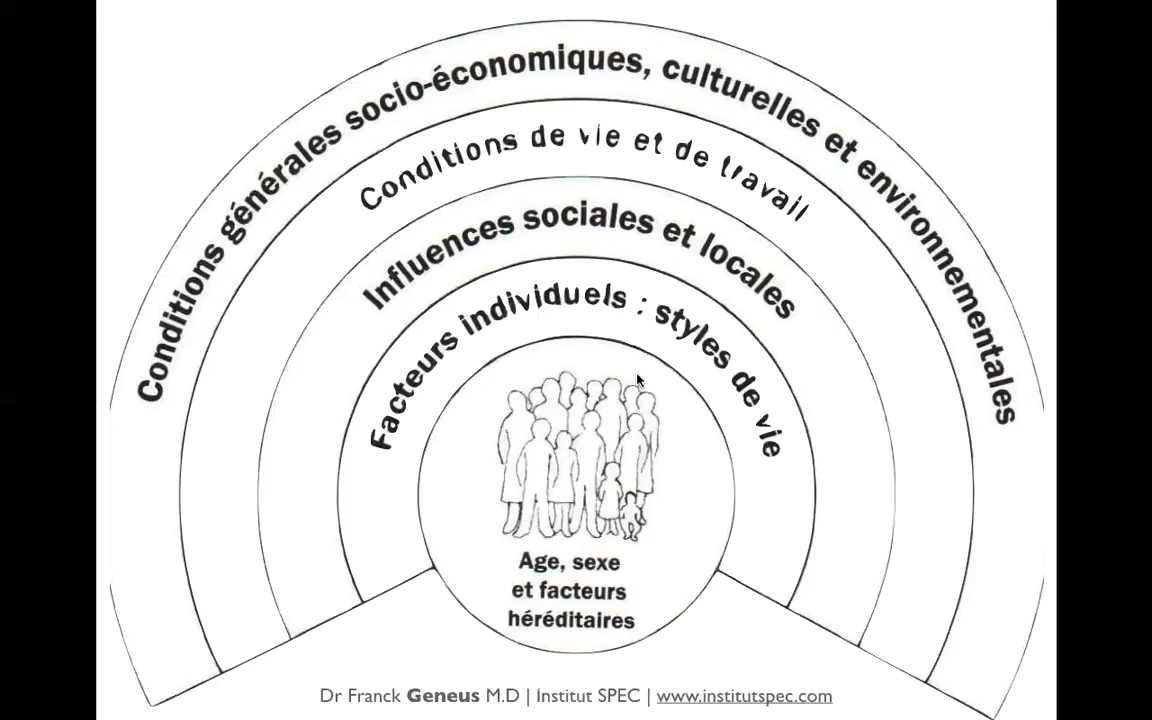 Conditions générales socio-économiques, culturelles et environnementales
Conditions de vie et de travail
Influences sociales et locales
Facteurs individuels : styles de vie
Age, sexe
et facteurs
héréditaires
Dr Franck Geneus M.D | Institut SPEC | www.institutspec.com